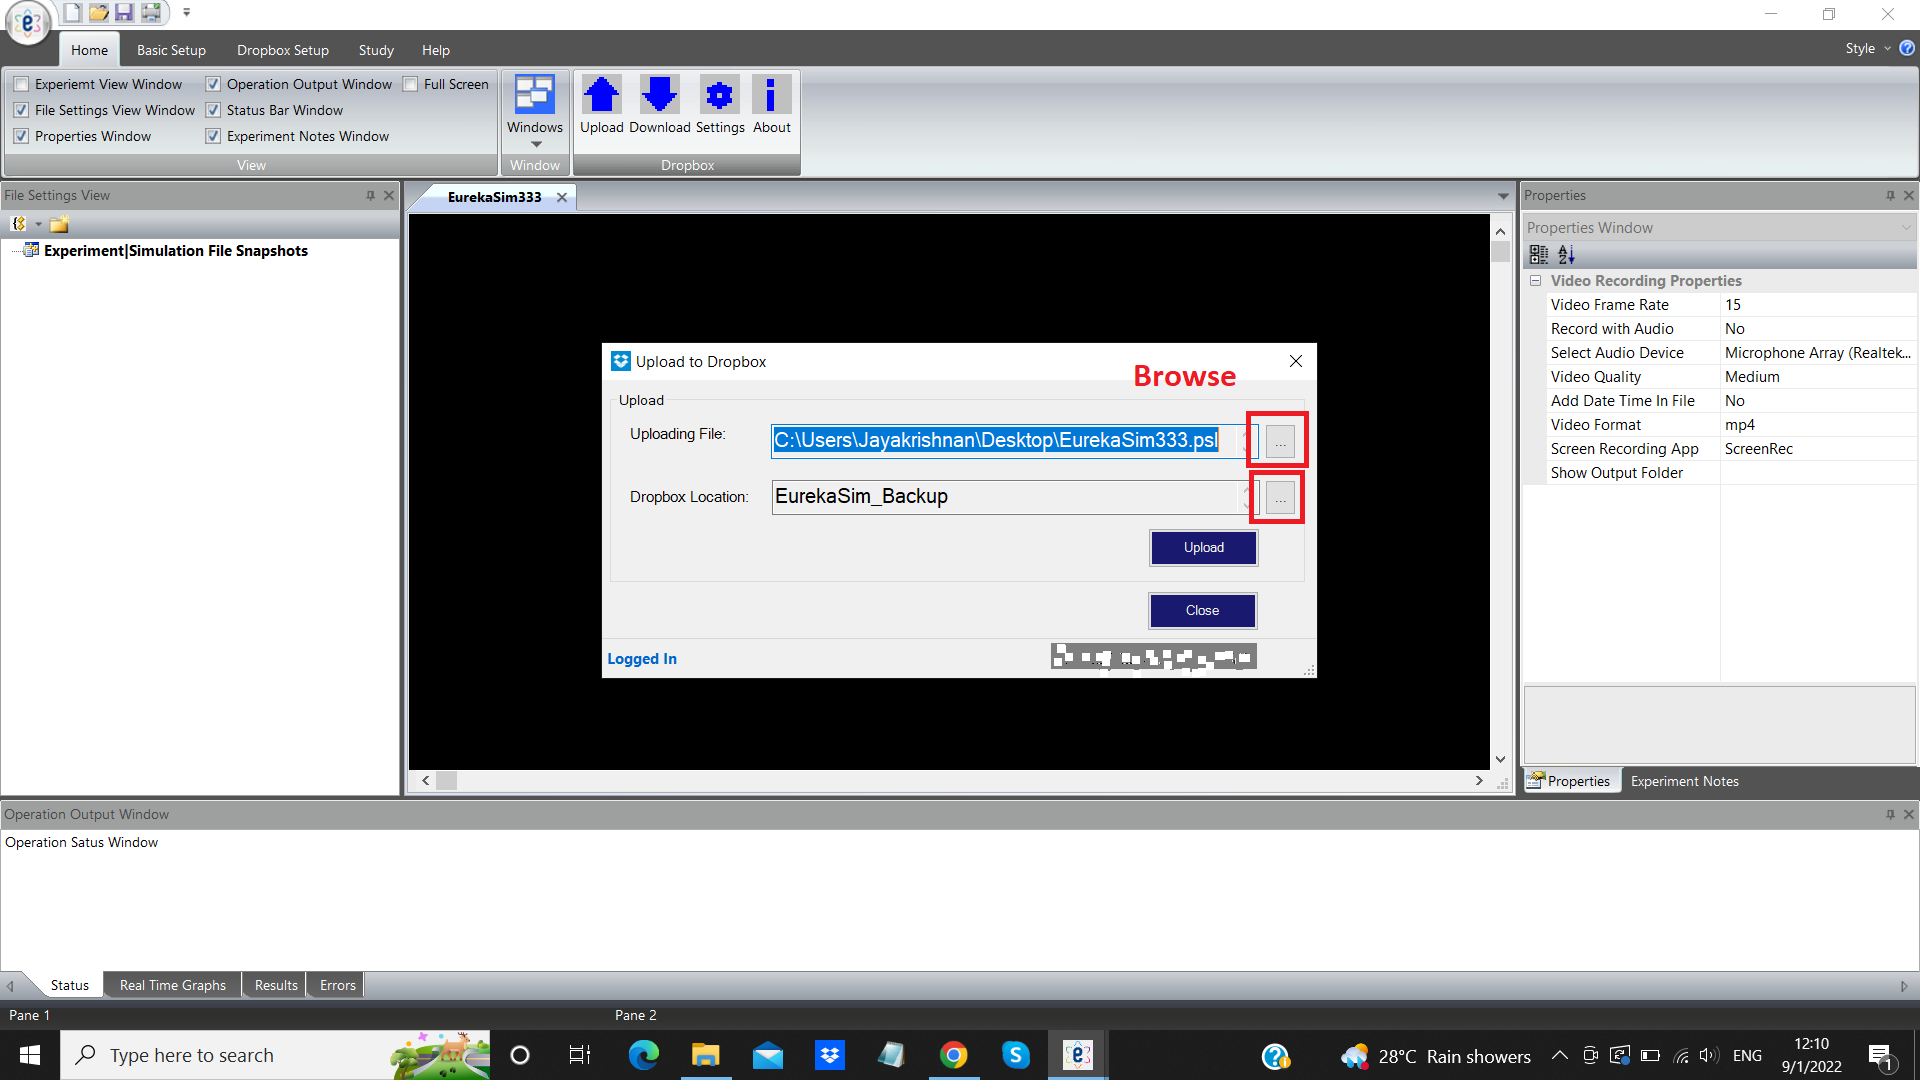 Home Basic Setup Dropbox Setup Study Help Style
Experiemt View Window Operation Output Window Full Screen
File Settings View Window Status Bar Window
Properties Window Experiment Notes Window
View
Windows
Window
Upload Download Settings About
Dropbox
File Settings View
Experiment|Simulation File Snapshots
EurekaSim333
Upload to Dropbox
Browse
Upload
Uploading File: C:\Users\Jayakrishnan\Desktop\EurekaSim333.psl ...
Dropbox Location: EurekaSim_Backup ...
Upload
Close
Logged In
Properties
Properties Window
Video Recording Properties
Video Frame Rate 15
Record with Audio No
Select Audio Device Microphone Array (Realtek...
Video Quality Medium
Add Date Time In File No
Video Format mp4
Screen Recording App ScreenRec
Show Output Folder
Properties Experiment Notes
Operation Output Window
Operation Satus Window
Status Real Time Graphs Results Errors
Pane 1 Pane 2
Type here to search
28°C Rain showers ENG
12:10
9/1/2022
1